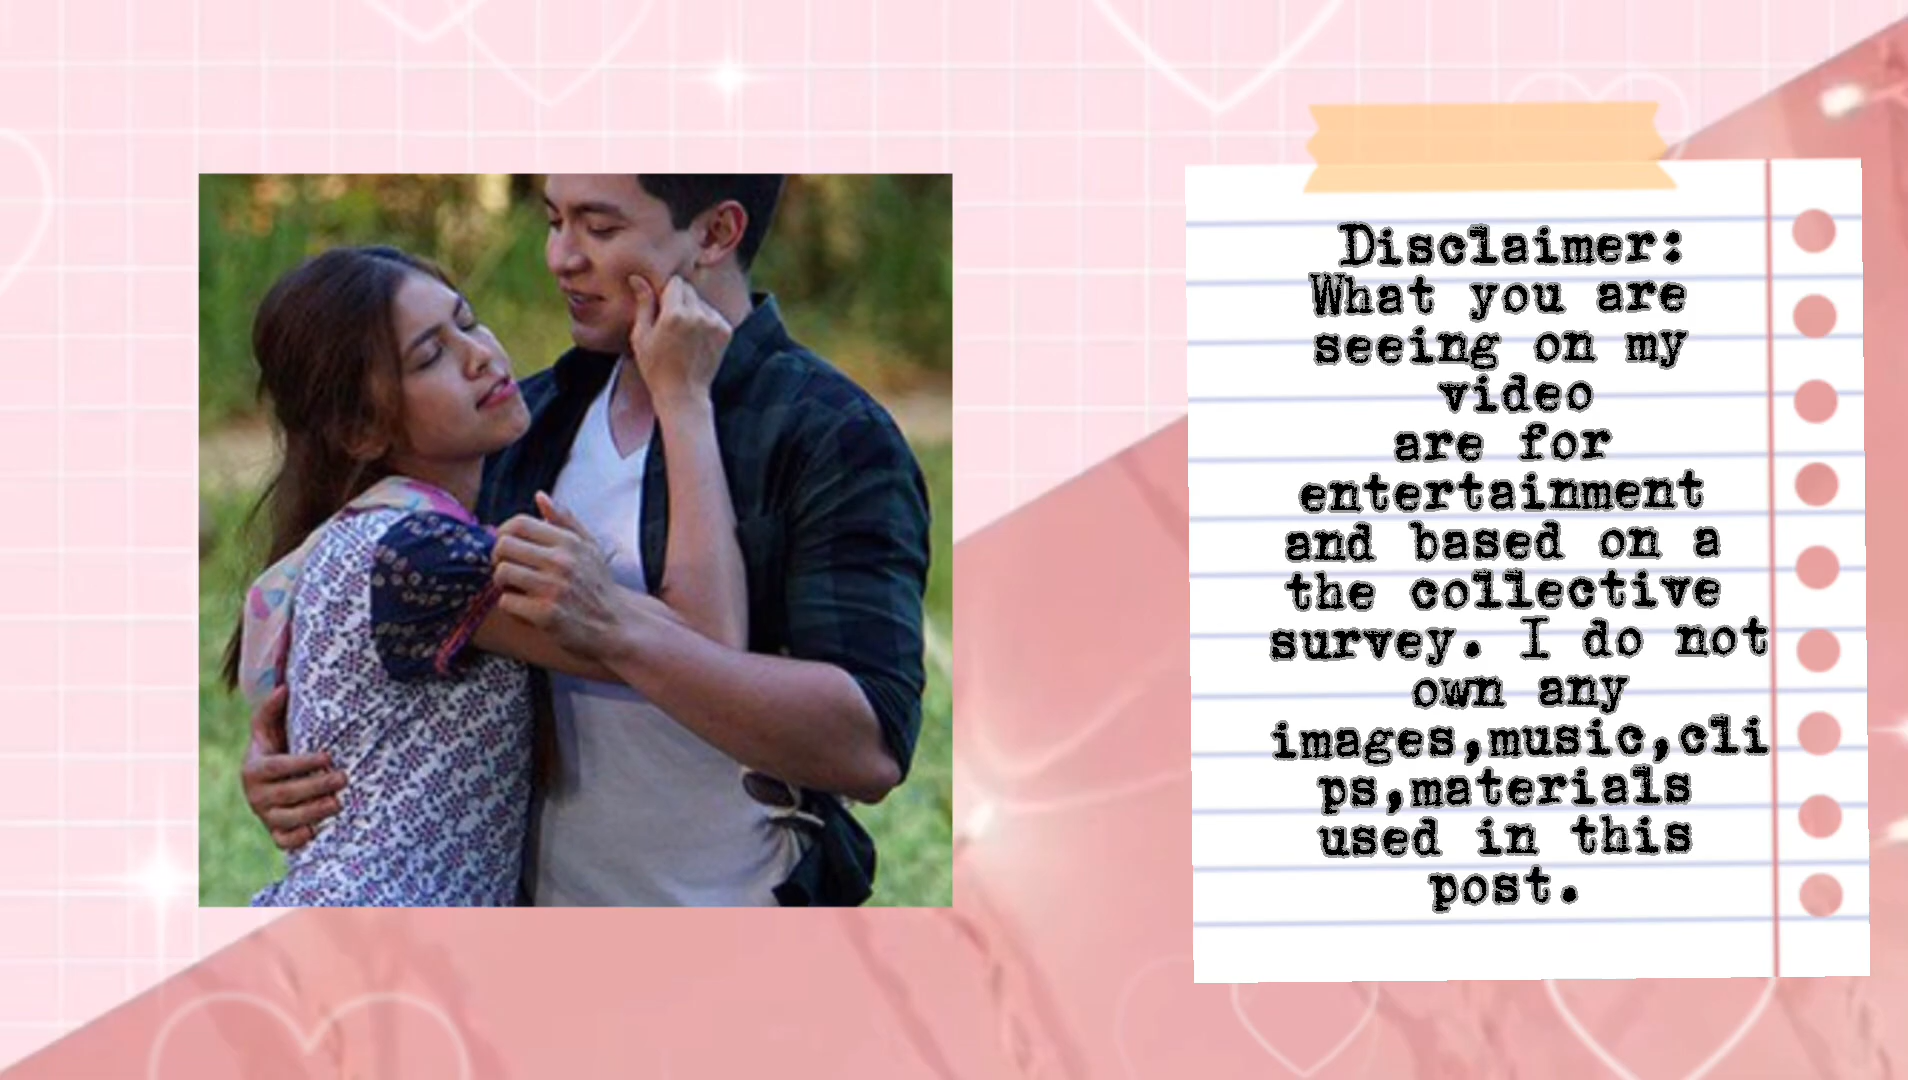 Disclaimer:
What you are
seeing on my
video
are for
entertainment
and based on a
the collective
survey. I do not
own any
images,music,cli
ps,materials
used in this
post.